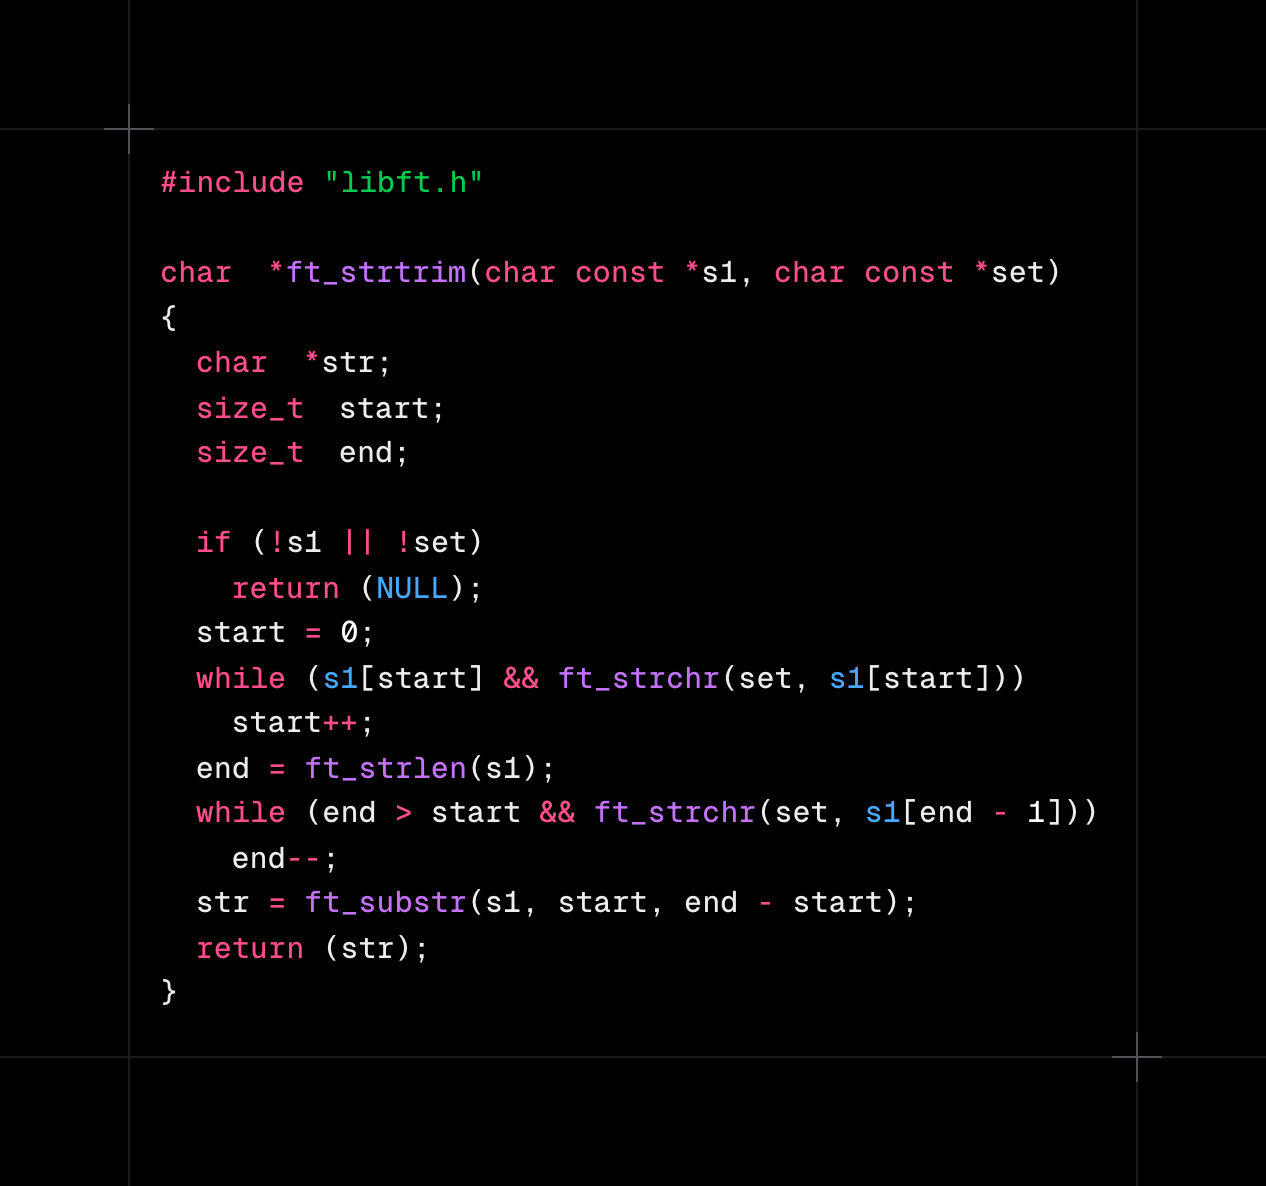 #include "libft.h"

char  *ft_strtrim(char const *s1, char const *set)
{
  char  *str;
  size_t  start;
  size_t  end;

  if (!s1 || !set)
    return (NULL);
  start = 0;
  while (s1[start] && ft_strchr(set, s1[start]))
    start++;
  end = ft_strlen(s1);
  while (end > start && ft_strchr(set, s1[end - 1]))
    end--;
  str = ft_substr(s1, start, end - start);
  return (str);
}